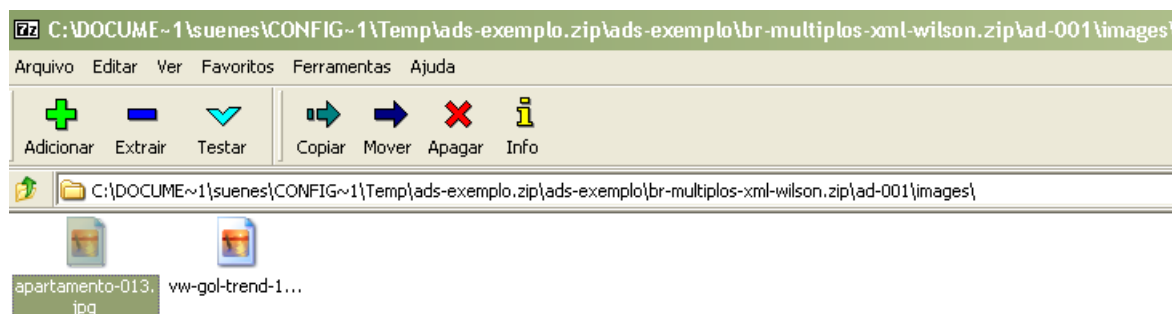 7z C:\DOCUME~1\suenes\CONFIG~1\Temp\ads-exemplo.zip\ads-exemplo\br-multiplos-xml-wilson.zip\ad-001\images\
Arquivo Editar Ver Favoritos Ferramentas Ajuda
Adicionar Extrair Testar Copiar Mover Apagar Info
C:\DOCUME~1\suenes\CONFIG~1\Temp\ads-exemplo.zip\ads-exemplo\br-multiplos-xml-wilson.zip\ad-001\images\
apartamento-013. vw-gol-trend-1...
jpg